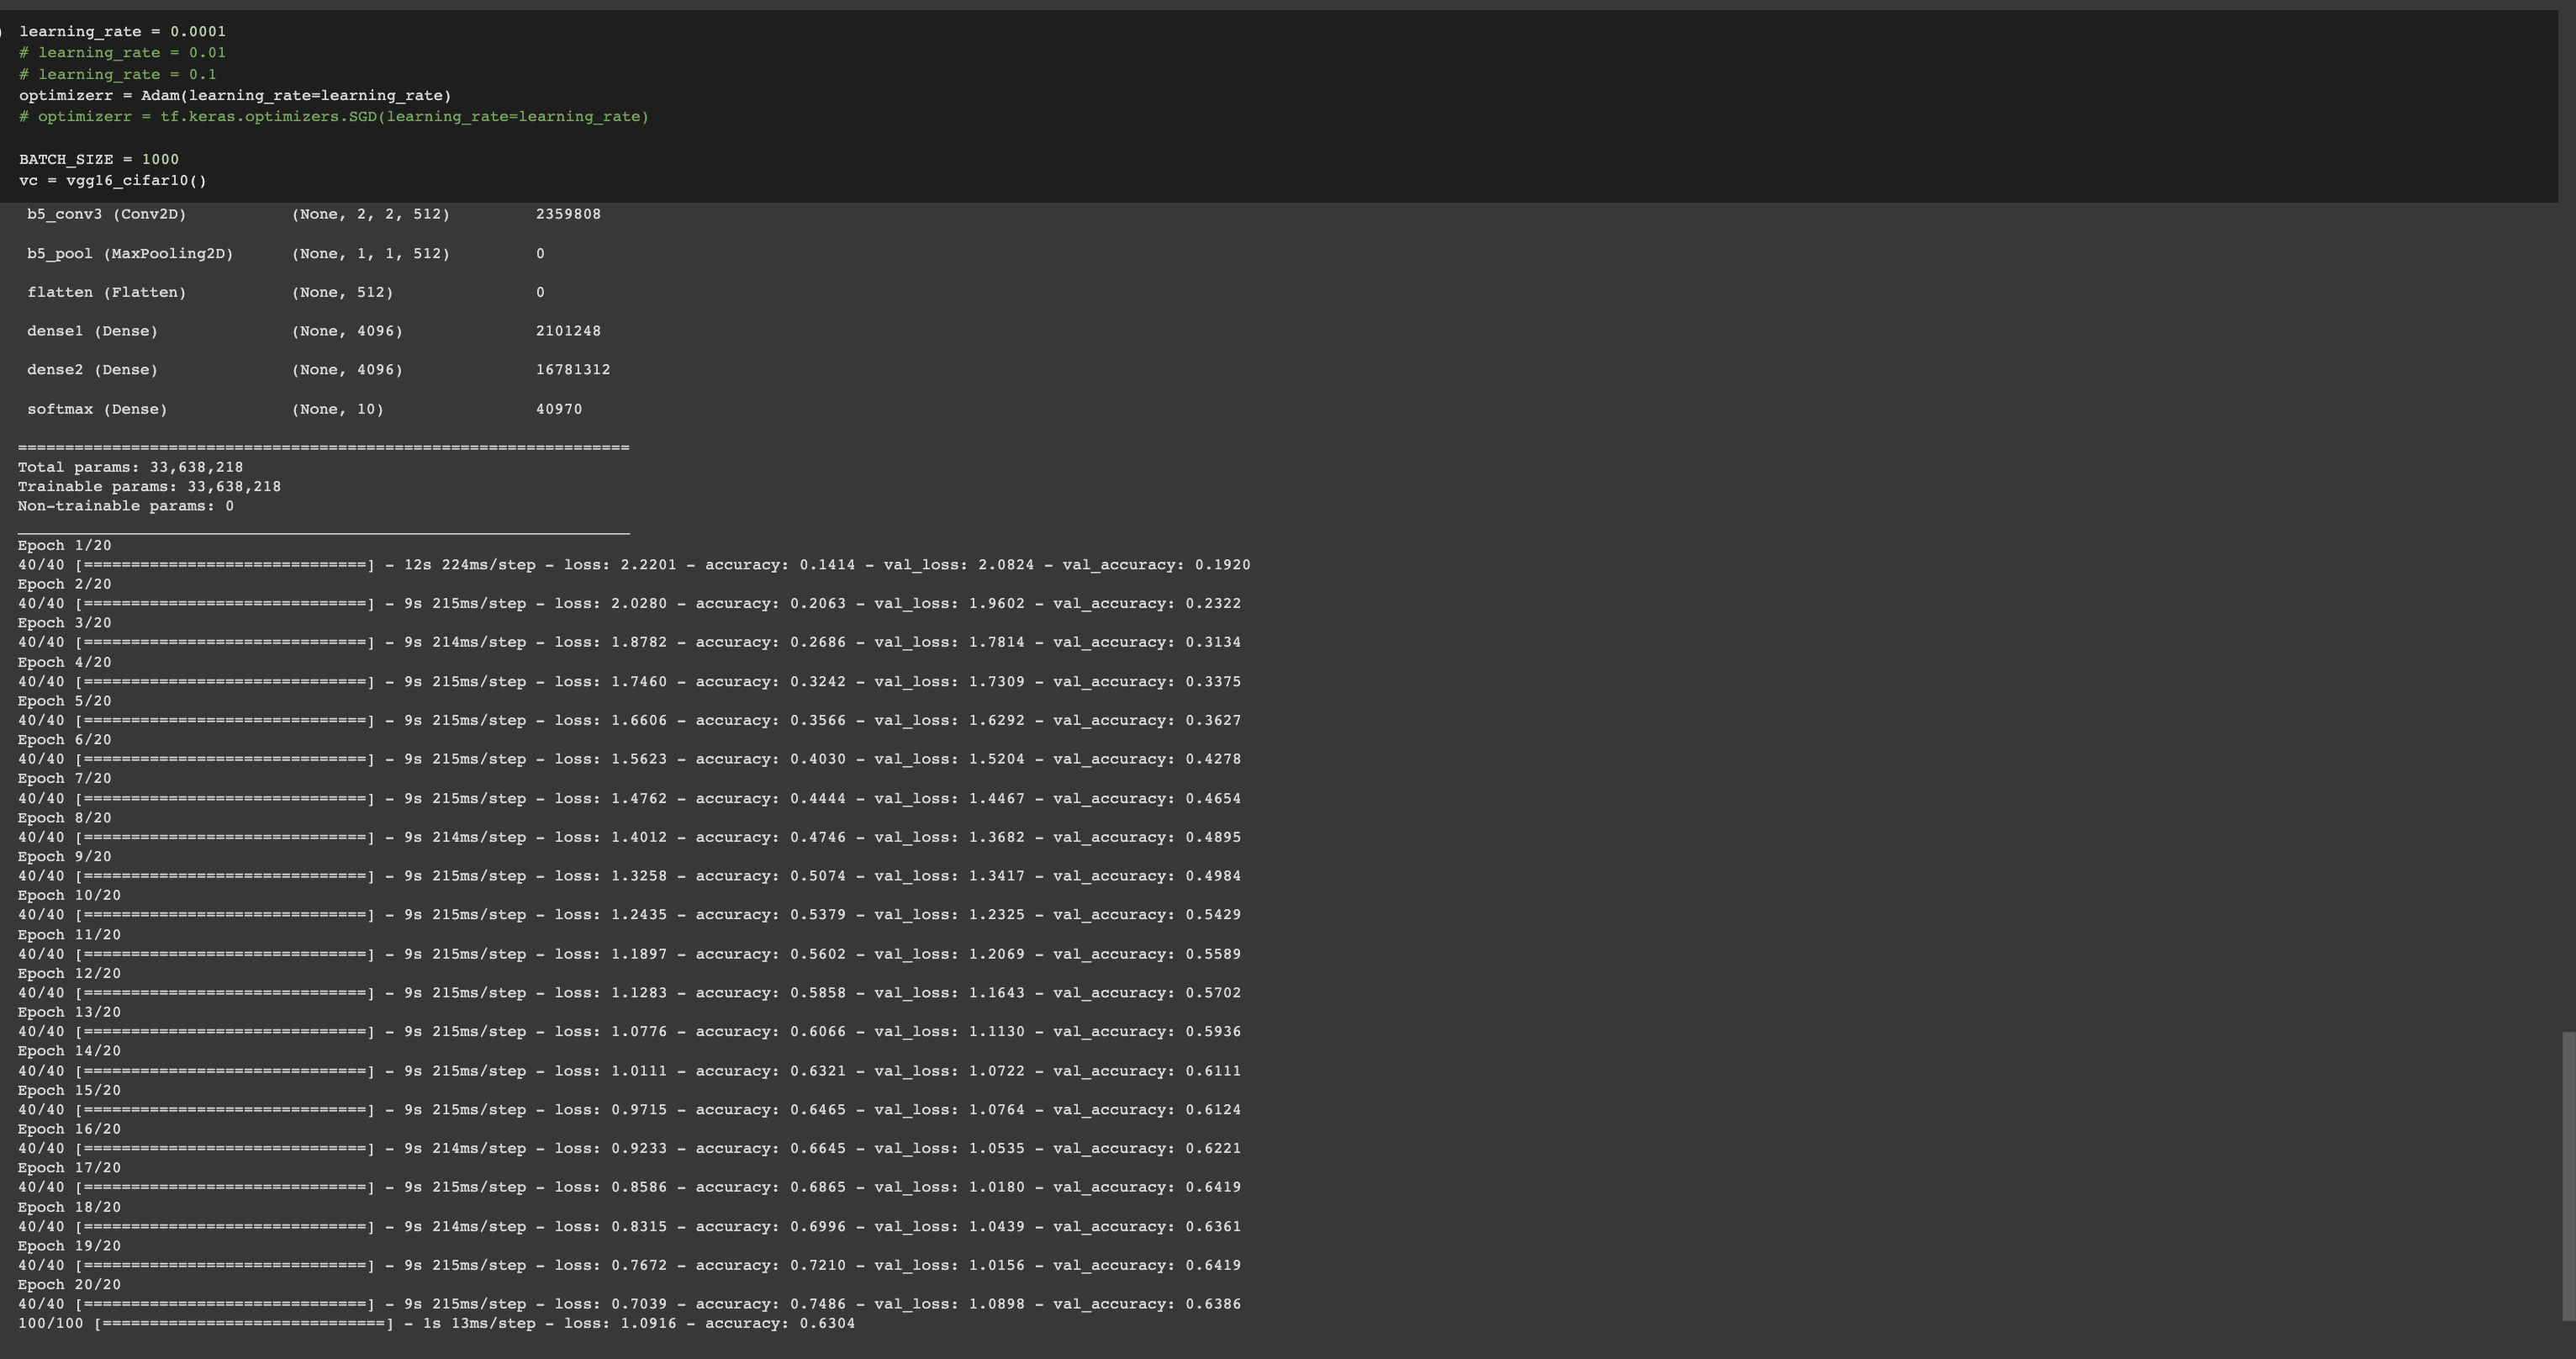 learning_rate = 0.0001
# learning_rate = 0.01
# learning_rate = 0.1
optimizerr = Adam(learning_rate=learning_rate)
# optimizerr = tf.keras.optimizers.SGD(learning_rate=learning_rate)
BATCH_SIZE = 1000
vc = vgg16_cifar10()
b5_conv3 (Conv2D) (None, 2, 2, 512) 2359808
b5_pool (MaxPooling2D) (None, 1, 1, 512) 0
flatten (Flatten) (None, 512) 0
dense1 (Dense) (None, 4096) 2101248
dense2 (Dense) (None, 4096) 16781312
softmax (Dense) (None, 10) 40970
=================================================================
Total params: 33,638,218
Trainable params: 33,638,218
Non-trainable params: 0
_________________________________________________________________
Epoch 1/20
40/40 [==============================] - 12s 224ms/step - loss: 2.2201 - accuracy: 0.1414 - val_loss: 2.0824 - val_accuracy: 0.1920
Epoch 2/20
40/40 [==============================] - 9s 215ms/step - loss: 2.0280 - accuracy: 0.2063 - val_loss: 1.9602 - val_accuracy: 0.2322
Epoch 3/20
40/40 [==============================] - 9s 214ms/step - loss: 1.8782 - accuracy: 0.2686 - val_loss: 1.7814 - val_accuracy: 0.3134
Epoch 4/20
40/40 [==============================] - 9s 215ms/step - loss: 1.7460 - accuracy: 0.3242 - val_loss: 1.7309 - val_accuracy: 0.3375
Epoch 5/20
40/40 [==============================] - 9s 215ms/step - loss: 1.6606 - accuracy: 0.3566 - val_loss: 1.6292 - val_accuracy: 0.3627
Epoch 6/20
40/40 [==============================] - 9s 215ms/step - loss: 1.5623 - accuracy: 0.4030 - val_loss: 1.5204 - val_accuracy: 0.4278
Epoch 7/20
40/40 [==============================] - 9s 215ms/step - loss: 1.4762 - accuracy: 0.4444 - val_loss: 1.4467 - val_accuracy: 0.4654
Epoch 8/20
40/40 [==============================] - 9s 214ms/step - loss: 1.4012 - accuracy: 0.4746 - val_loss: 1.3682 - val_accuracy: 0.4895
Epoch 9/20
40/40 [==============================] - 9s 215ms/step - loss: 1.3258 - accuracy: 0.5074 - val_loss: 1.3417 - val_accuracy: 0.4984
Epoch 10/20
40/40 [==============================] - 9s 215ms/step - loss: 1.2435 - accuracy: 0.5379 - val_loss: 1.2325 - val_accuracy: 0.5429
Epoch 11/20
40/40 [==============================] - 9s 215ms/step - loss: 1.1897 - accuracy: 0.5602 - val_loss: 1.2069 - val_accuracy: 0.5589
Epoch 12/20
40/40 [==============================] - 9s 215ms/step - loss: 1.1283 - accuracy: 0.5858 - val_loss: 1.1643 - val_accuracy: 0.5702
Epoch 13/20
40/40 [==============================] - 9s 215ms/step - loss: 1.0776 - accuracy: 0.6066 - val_loss: 1.1130 - val_accuracy: 0.5936
Epoch 14/20
40/40 [==============================] - 9s 215ms/step - loss: 1.0111 - accuracy: 0.6321 - val_loss: 1.0722 - val_accuracy: 0.6111
Epoch 15/20
40/40 [==============================] - 9s 215ms/step - loss: 0.9715 - accuracy: 0.6465 - val_loss: 1.0764 - val_accuracy: 0.6124
Epoch 16/20
40/40 [==============================] - 9s 214ms/step - loss: 0.9233 - accuracy: 0.6645 - val_loss: 1.0535 - val_accuracy: 0.6221
Epoch 17/20
40/40 [==============================] - 9s 215ms/step - loss: 0.8586 - accuracy: 0.6865 - val_loss: 1.0180 - val_accuracy: 0.6419
Epoch 18/20
40/40 [==============================] - 9s 214ms/step - loss: 0.8315 - accuracy: 0.6996 - val_loss: 1.0439 - val_accuracy: 0.6361
Epoch 19/20
40/40 [==============================] - 9s 215ms/step - loss: 0.7672 - accuracy: 0.7210 - val_loss: 1.0156 - val_accuracy: 0.6419
Epoch 20/20
40/40 [==============================] - 9s 215ms/step - loss: 0.7039 - accuracy: 0.7486 - val_loss: 1.0898 - val_accuracy: 0.6386
100/100 [==============================] - 1s 13ms/step - loss: 1.0916 - accuracy: 0.6304